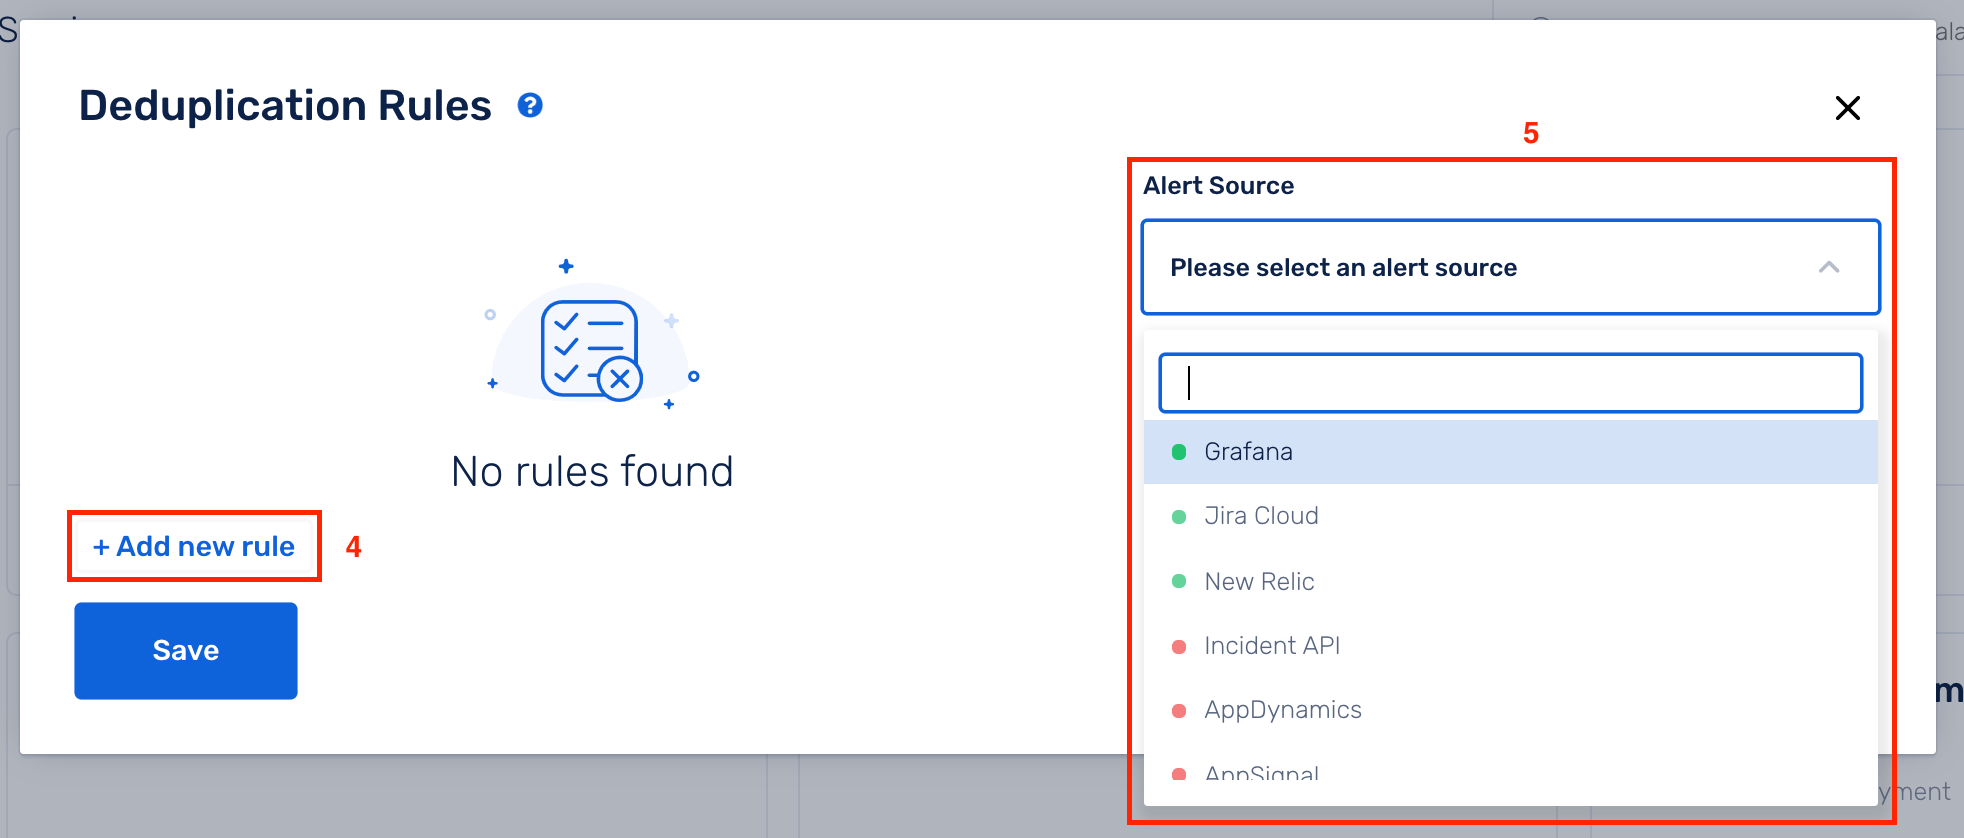 Deduplication Rules ?
5
Alert Source
Please select an alert source
Grafana
Jira Cloud
New Relic
Incident API
AppDynamics
AppSignal
No rules found
+ Add new rule
4
Save
yment